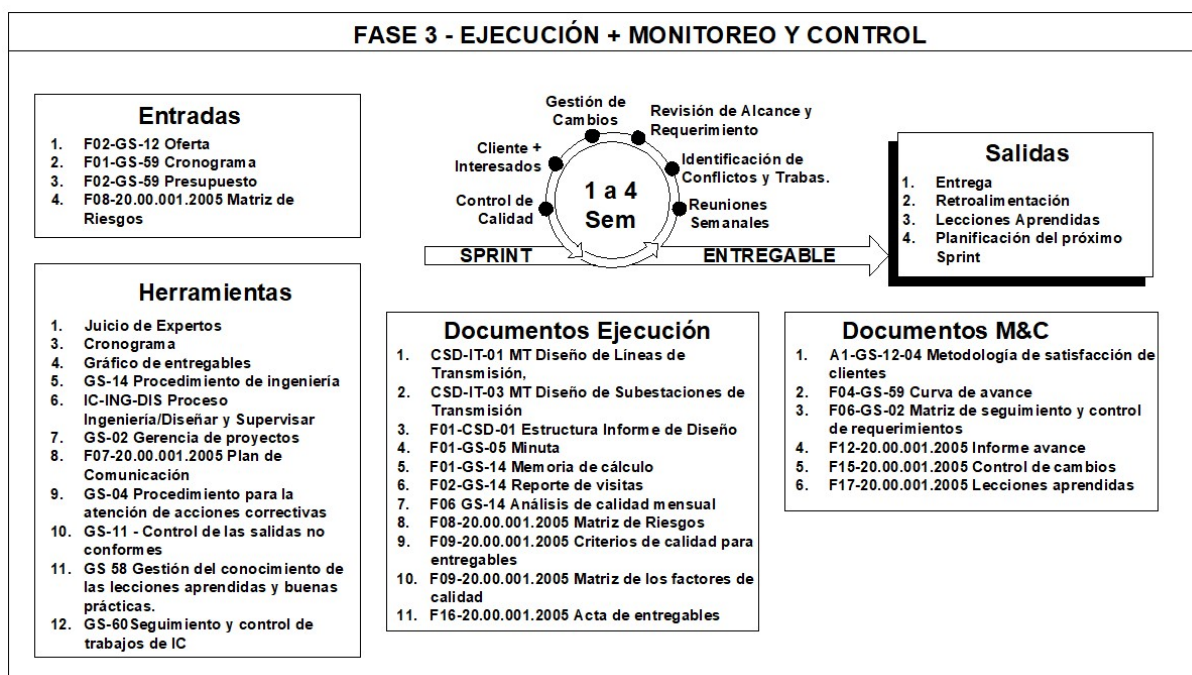 FASE 3 - EJECUCIÓN + MONITOREO Y CONTROL
Entradas
1. F02-GS-12 Oferta
2. F01-GS-59 Cronograma
3. F02-GS-59 Presupuesto
4. F08-20.00.001.2005 Matriz de
Riesgos
Gestión de
Cambios
Revisión de Alcance y
Requerimiento
Cliente +
Interesados
Identificación de
Conflictos y Trabas.
Control de
Calidad
Reuniones
Semanales
1 a 4
Sem
SPRINT
ENTREGABLE
Salidas
1. Entrega
2. Retroalimentación
3. Lecciones Aprendidas
4. Planificación del próximo
Sprint
Herramientas
1. Juicio de Expertos
3. Cronograma
4. Gráfico de entregables
5. GS-14 Procedimiento de ingeniería
6. IC-ING-DIS Proceso
Ingeniería/Diseñar y Supervisar
7. GS-02 Gerencia de proyectos
8. F07-20.00.001.2005 Plan de
Comunicación
9. GS-04 Procedimiento para la
atención de acciones correctivas
10. GS-11 - Control de las salidas no
conformes
11. GS 58 Gestión del conocimiento de
las lecciones aprendidas y buenas
prácticas.
12. GS-60Seguimiento y control de
trabajos de IC
Documentos Ejecución
1. CSD-IT-01 MT Diseño de Líneas de
Transmisión,
2. CSD-IT-03 MT Diseño de Subestaciones de
Transmisión
3. F01-CSD-01 Estructura Informe de Diseño
4. F01-GS-05 Minuta
5. F01-GS-14 Memoria de cálculo
6. F02-GS-14 Reporte de visitas
7. F06 GS-14 Análisis de calidad mensual
8. F08-20.00.001.2005 Matriz de Riesgos
9. F09-20.00.001.2005 Criterios de calidad para
entregables
10. F09-20.00.001.2005 Matriz de los factores de
calidad
11. F16-20.00.001.2005 Acta de entregables
Documentos M&C
1. A1-GS-12-04 Metodología de satisfacción de
clientes
2. F04-GS-59 Curva de avance
3. F06-GS-02 Matriz de seguimiento y control
de requerimientos
4. F12-20.00.001.2005 Informe avance
5. F15-20.00.001.2005 Control de cambios
6. F17-20.00.001.2005 Lecciones aprendidas